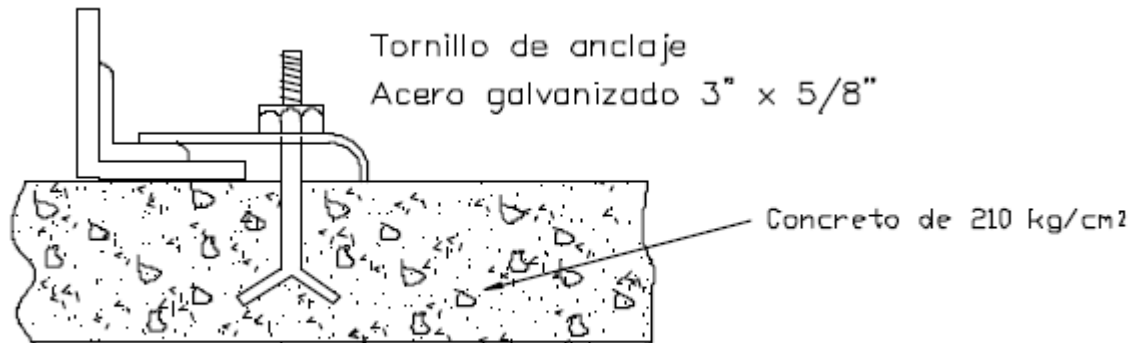 Tornillo de anclaje
Acero galvanizado 3" x 5/8"
Concreto de 210 kg/cm²